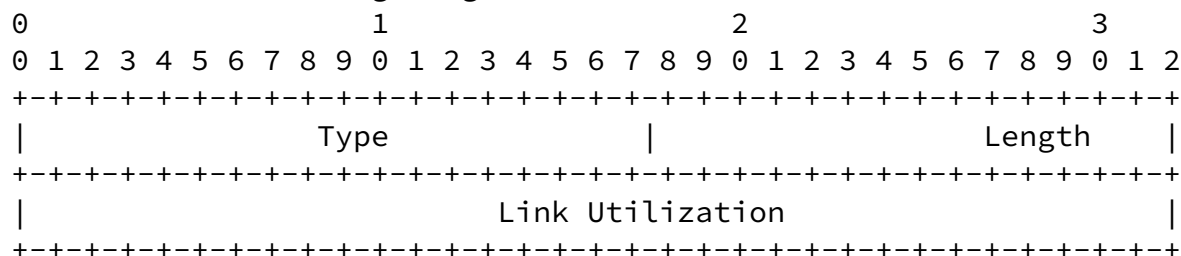 0                   1                   2                   3
0 1 2 3 4 5 6 7 8 9 0 1 2 3 4 5 6 7 8 9 0 1 2 3 4 5 6 7 8 9 0 1 2
+-+-+-+-+-+-+-+-+-+-+-+-+-+-+-+-+-+-+-+-+-+-+-+-+-+-+-+-+-+-+-+-+
|                Type              |                  Length    |
+-+-+-+-+-+-+-+-+-+-+-+-+-+-+-+-+-+-+-+-+-+-+-+-+-+-+-+-+-+-+-+-+
|                          Link Utilization                     |
+-+-+-+-+-+-+-+-+-+-+-+-+-+-+-+-+-+-+-+-+-+-+-+-+-+-+-+-+-+-+-+-+